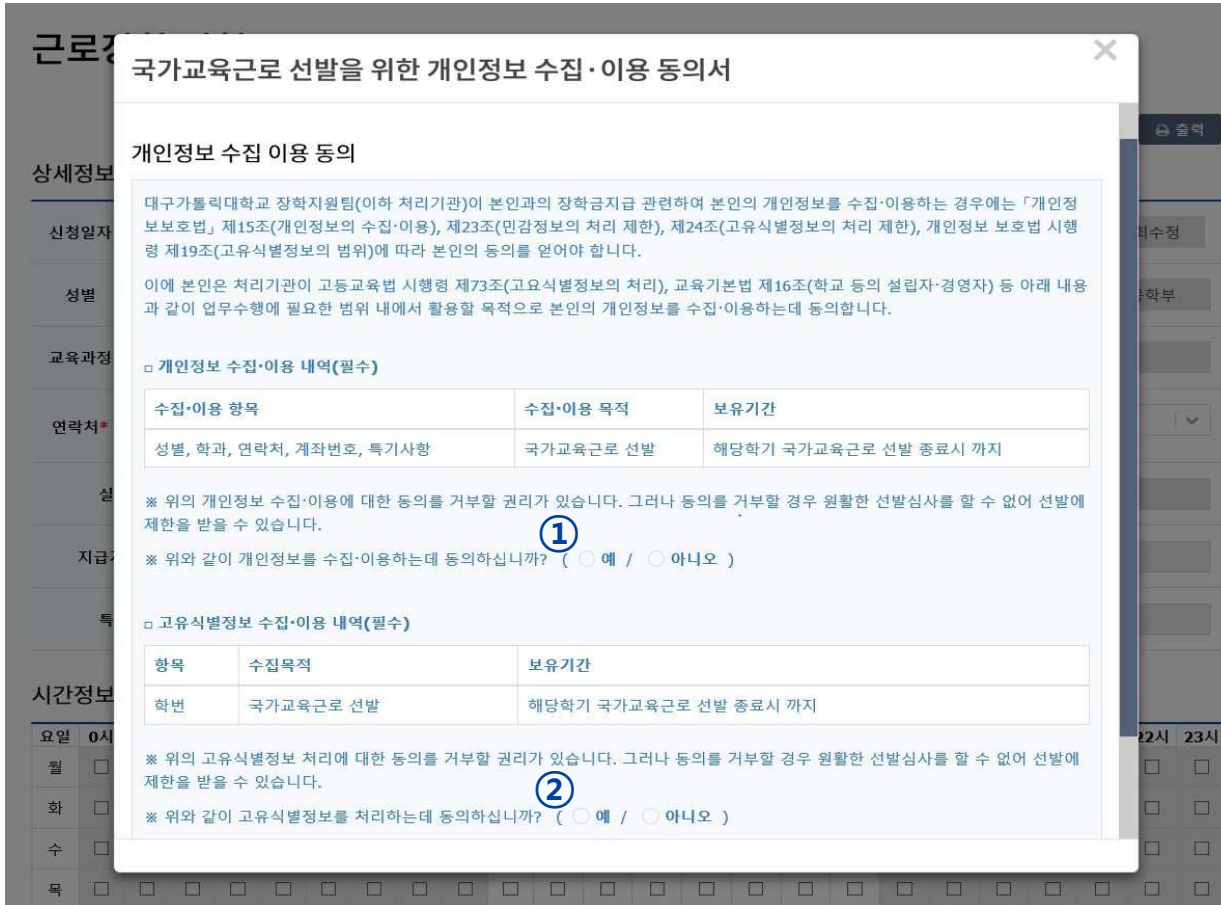 국가교육근로 선발을 위한 개인정보 수집·이용 동의서
×
출력
개인정보 수집 이용 동의
상세정보
대구가톨릭대학교 장학지원팀(이하 처리기관)이 본인과의 장학금지급 관련하여 본인의 개인정보를 수집·이용하는 경우에는 「개인정
보보호법」 제15조(개인정보의 수집·이용), 제23조(민감정보의 처리 제한), 제24조(고유식별정보의 처리 제한), 개인정보 보호법 시행
령 제19조(고유식별정보의 범위)에 따라 본인의 동의를 얻어야 합니다.
신청일자
최수정
이에 본인은 처리기관이 고등교육법 시행령 제73조(고요식별정보의 처리), 교육기본법 제16조(학교 등의 설립자·경영자) 등 아래 내용
과 같이 업무수행에 필요한 범위 내에서 활용할 목적으로 본인의 개인정보를 수집·이용하는데 동의합니다.
성별
학부
교육과정
□ 개인정보 수집·이용 내역(필수)
수집·이용 항목 수집·이용 목적 보유기간
연락처*
성별, 학과, 연락처, 계좌번호, 특기사항 국가교육근로 선발 해당학기 국가교육근로 선발 종료시 까지
※ 위의 개인정보 수집·이용에 대한 동의를 거부할 권리가 있습니다. 그러나 동의를 거부할 경우 원활한 선발심사를 할 수 없어 선발에
제한을 받을 수 있습니다.
①
지급
※ 위와 같이 개인정보를 수집·이용하는데 동의하십니까? ( ○ 예 / ○ 아니오 )
□ 고유식별정보 수집·이용 내역(필수)
항목 수집목적 보유기간
시간정보
학번 국가교육근로 선발 해당학기 국가교육근로 선발 종료시 까지
요일 0시 22시 23시
※ 위의 고유식별정보 처리에 대한 동의를 거부할 권리가 있습니다. 그러나 동의를 거부할 경우 원활한 선발심사를 할 수 없어 선발에
제한을 받을 수 있습니다.
월
②
화
※ 위와 같이 고유식별정보를 처리하는데 동의하십니까? ( ○ 예 / ○ 아니오 )
수
목